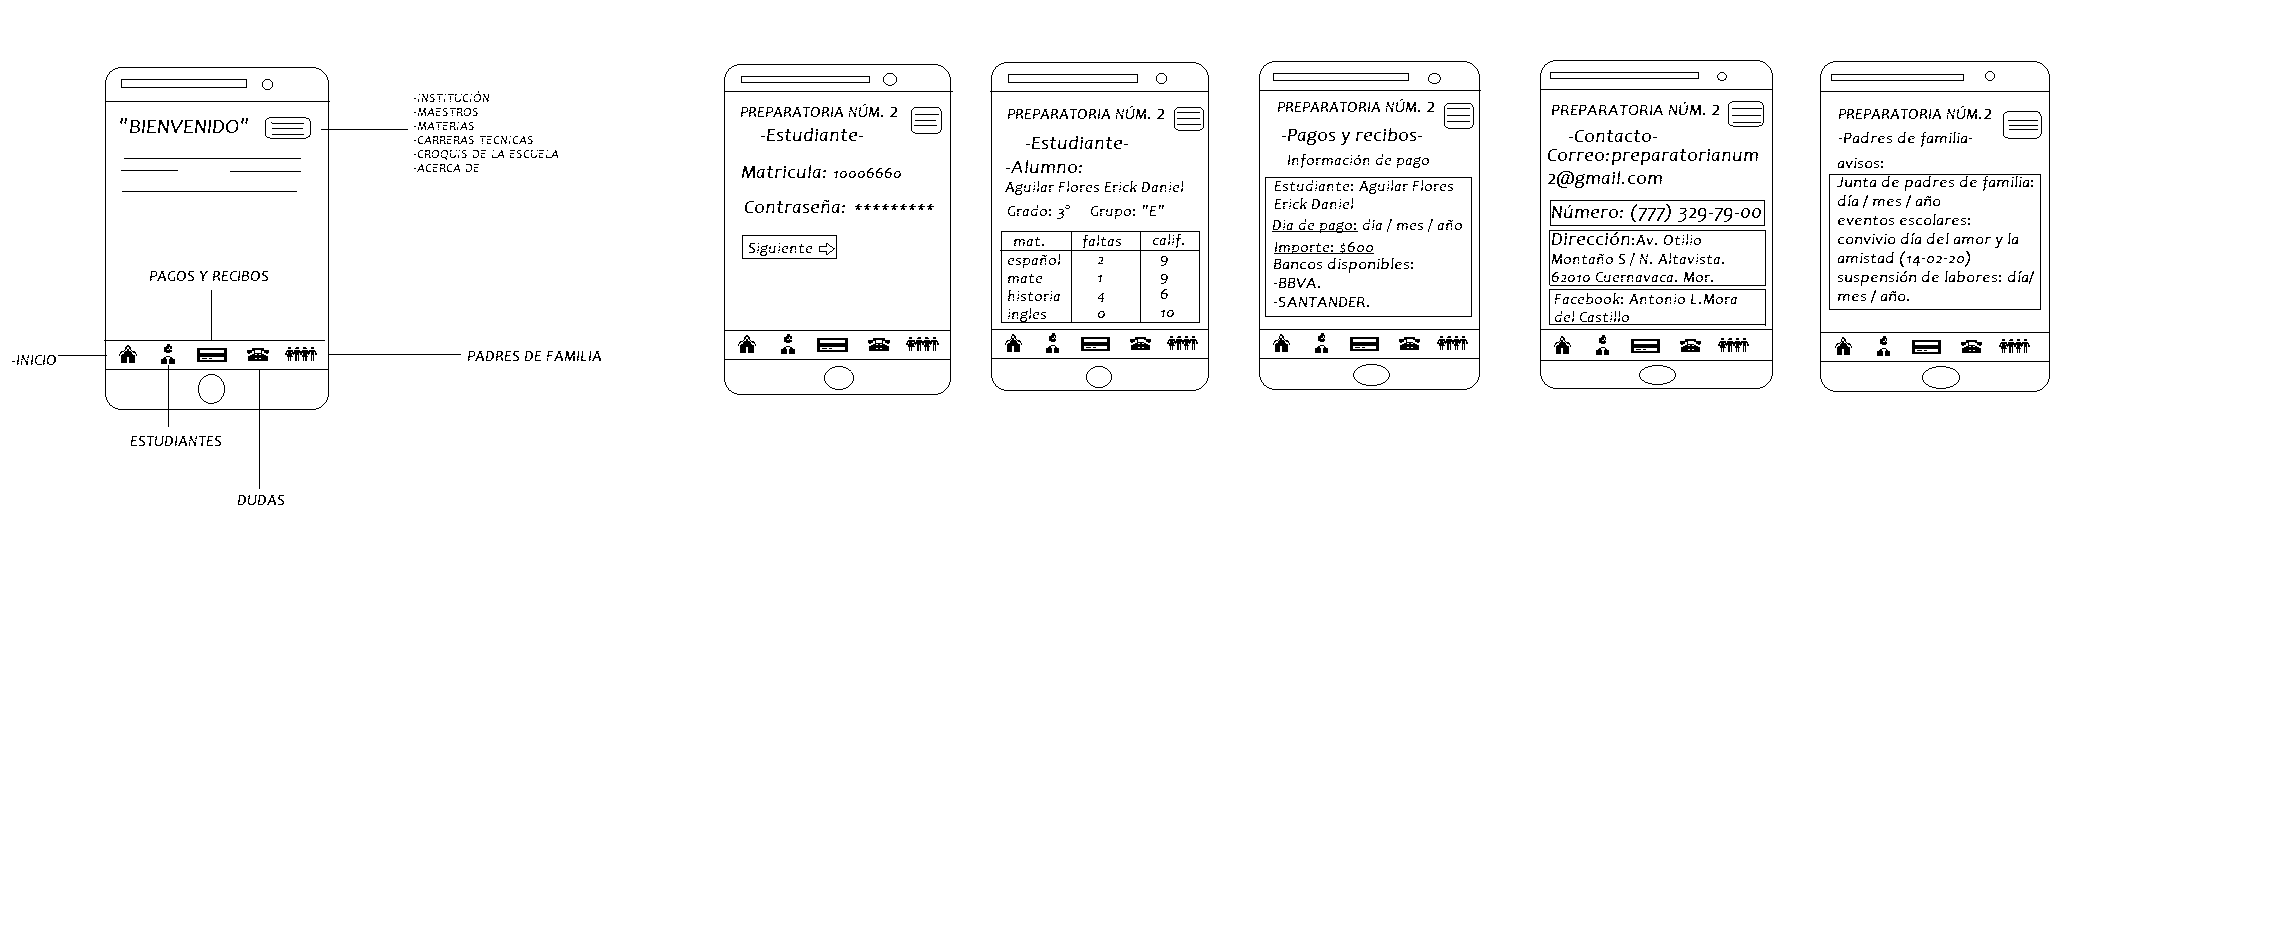 "BIENVENIDO"
-INSTITUCIÓN
-MAESTROS
-MATERIAS
-CARRERAS TECNICAS
-CROQUIS DE LA ESCUELA
-ACERCA DE
PAGOS Y RECIBOS
-INICIO
PADRES DE FAMILIA
ESTUDIANTES
DUDAS
PREPARATORIA NÚM. 2
-Estudiante-
Matricula: 10006660
Contraseña: *********
Siguiente
PREPARATORIA NÚM. 2
-Estudiante-
-Alumno:
Aguilar Flores Erick Daniel
Grado: 3° Grupo: "E"
mat. faltas calif.
español 2 9
mate 1 9
historia 4 6
ingles 0 10
PREPARATORIA NÚM. 2
-Pagos y recibos-
Información de pago
Estudiante: Aguilar Flores
Erick Daniel
Dia de pago: día / mes / año
Importe: $600
Bancos disponibles:
-BBVA.
-SANTANDER.
PREPARATORIA NÚM. 2
-Contacto-
Correo:preparatorianum
2@gmail.com
Número: (777) 329-79-00
Dirección:Av. Otilio
Montaño S / N. Altavista.
62010 Cuernavaca. Mor.
Facebook: Antonio L.Mora
del Castillo
PREPARATORIA NÚM.2
-Padres de familia-
avisos:
Junta de padres de familia:
día / mes / año
eventos escolares:
convivio día del amor y la
amistad (14-02-20)
suspensión de labores: día/
mes / año.